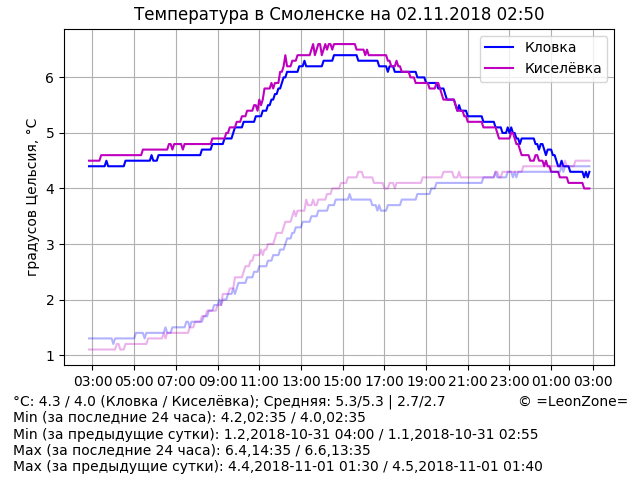 Температура в Смоленске на 02.11.2018 02:50
Кловка
Киселёвка
градусов Цельсия, °C
6
5
4
3
2
1
03:00 05:00 07:00 09:00 11:00 13:00 15:00 17:00 19:00 21:00 23:00 01:00 03:00
°C: 4.3 / 4.0 (Кловка / Киселёвка); Средняя: 5.3/5.3 | 2.7/2.7 © =LeonZone=
Min (за последние 24 часа): 4.2,02:35 / 4.0,02:35
Min (за предыдущие сутки): 1.2,2018-10-31 04:00 / 1.1,2018-10-31 02:55
Max (за последние 24 часа): 6.4,14:35 / 6.6,13:35
Max (за предыдущие сутки): 4.4,2018-11-01 01:30 / 4.5,2018-11-01 01:40